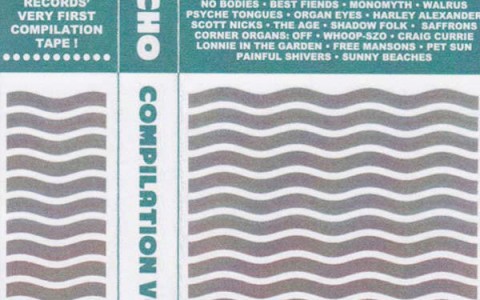 RECORDS'
VERY FIRST
COMPILATION
TAPE !
CHO
COMPILATION V
NO BODIES • BEST FIENDS • MONOMYTH • WALRUS
PSYCHE TONGUES • ORGAN EYES • HARLEY ALEXANDER
SCOTT NICKS • THE AGE • SHADOW FOLK • SAFFRONS
CORNER ORGANS: OFF • WHOOP-SZO • CRAIG CURRIE
LONNIE IN THE GARDEN • FREE MANSONS • PET SUN
PAINFUL SHIVERS • SUNNY BEACHES